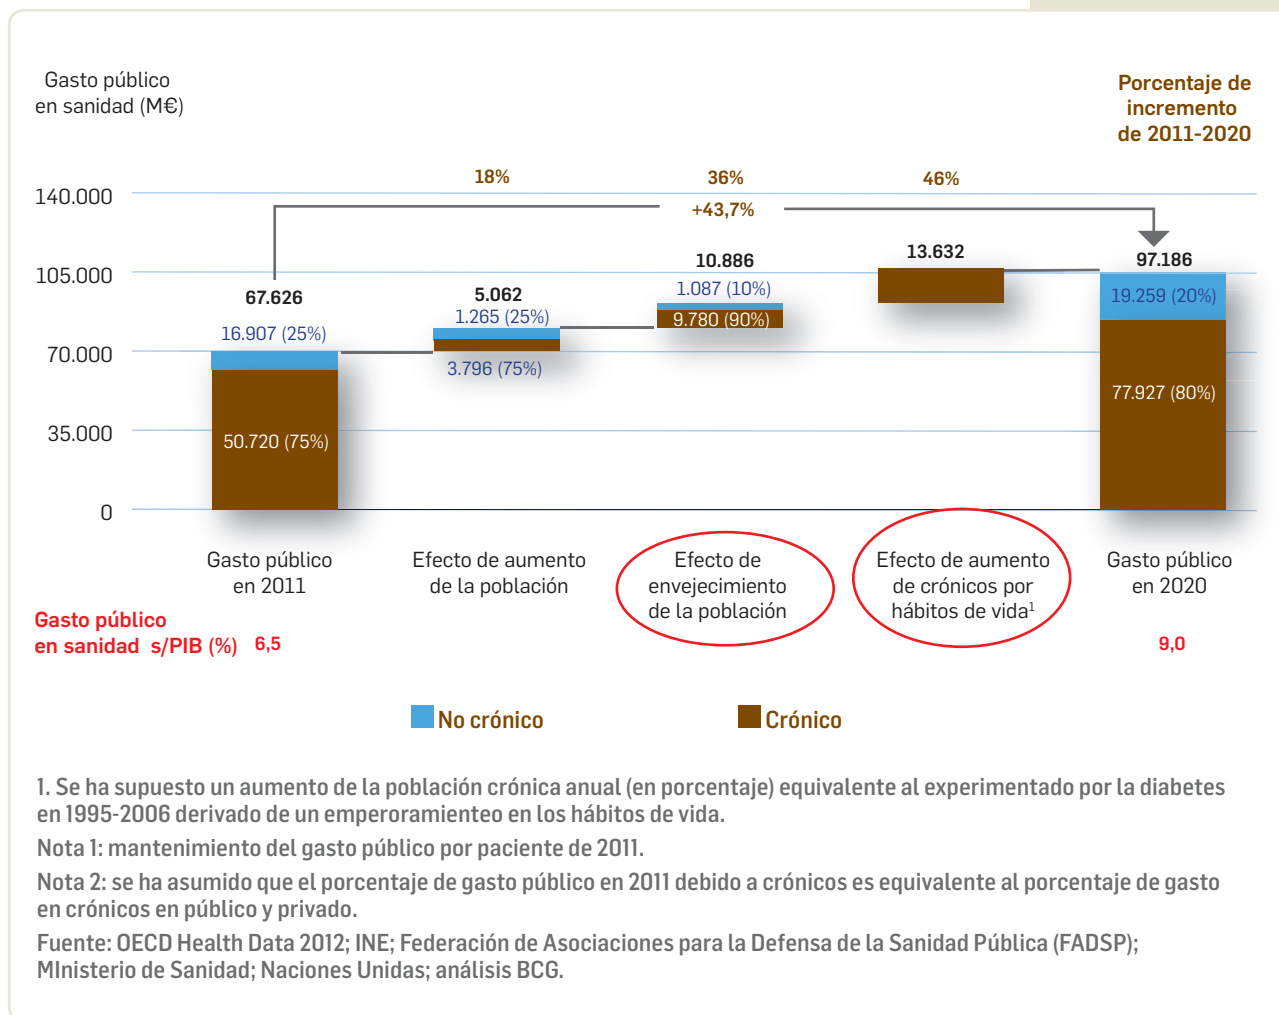 Gasto público
en sanidad (M€)
Porcentaje de
incremento
de 2011-2020
18%
36%
46%
+43,7%
140.000
105.000
70.000
35.000
0
67.626
16.907 (25%)
50.720 (75%)
5.062
1.265 (25%)
3.796 (75%)
10.886
1.087 (10%)
9.780 (90%)
13.632
97.186
19.259 (20%)
77.927 (80%)
Gasto público
en 2011
Efecto de aumento
de la población
Efecto de
envejecimiento
de la población
Efecto de aumento
de crónicos por
hábitos de vida¹
Gasto público
en 2020
Gasto público
en sanidad s/PIB (%) 6,5
9,0
No crónico
Crónico
1. Se ha supuesto un aumento de la población crónica anual (en porcentaje) equivalente al experimentado por la diabetes
en 1995-2006 derivado de un emperoramienteo en los hábitos de vida.
Nota 1: mantenimiento del gasto público por paciente de 2011.
Nota 2: se ha asumido que el porcentaje de gasto público en 2011 debido a crónicos es equivalente al porcentaje de gasto
en crónicos en público y privado.
Fuente: OECD Health Data 2012; INE; Federación de Asociaciones para la Defensa de la Sanidad Pública (FADSP);
MInisterio de Sanidad; Naciones Unidas; análisis BCG.